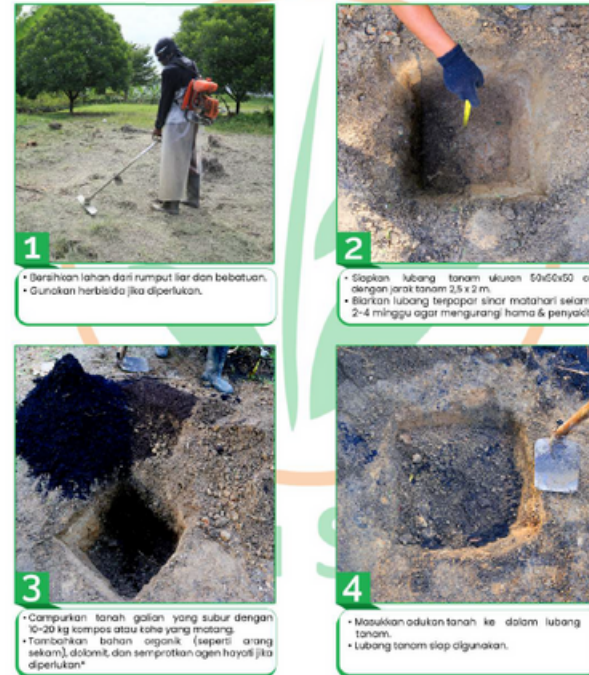 1
• Bersihkan lahan dari rumput liar dan bebatuan.
• Gunakan herbisida jika diperlukan.
2
• Siapkan lubang tanam ukuran 50x50x50 c
dengan jarak tanam 2,5 x 2 m.
• Biarkan lubang terpapar sinar matahari selam
2-4 minggu agar mengurangi hama & penyakit
3
• Campurkan tanah galian yang subur dengan
10-20 kg kompos atau kohe yang matang.
• Tambahkan bahan organik (seperti arang
sekam), dolomit, dan semprotkan agen hayati jika
diperlukan*
4
• Masukkan adukan tanah ke dalam lubang
tanam.
• Lubang tanam siap digunakan.